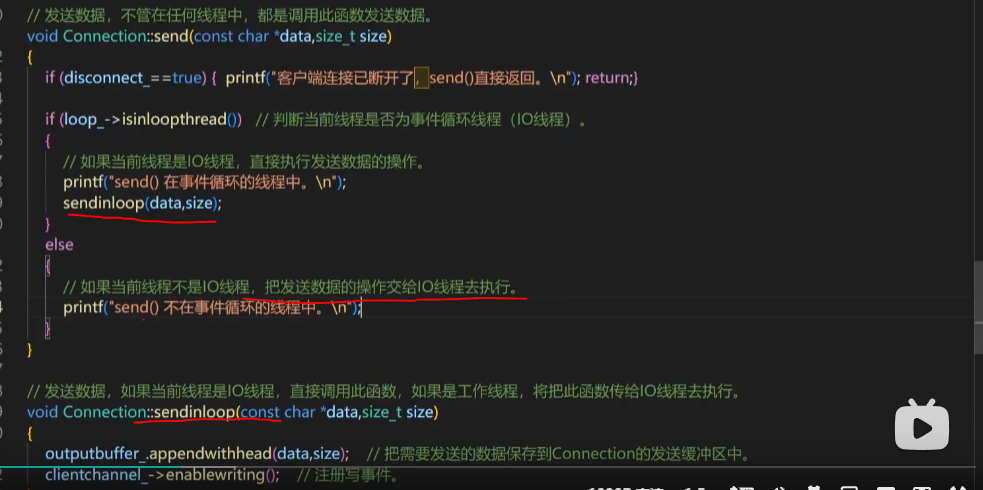 // 发送数据，不管在任何线程中，都是调用此函数发送数据。
void Connection::send(const char *data,size_t size)
{
if (disconnect_==true) { printf("客户端连接已断开了，send()直接返回。\n"); return;}
if (loop_->isinloopthread()) // 判断当前线程是否为事件循环线程（IO线程）。
{
// 如果当前线程是IO线程，直接执行发送数据的操作。
printf("send() 在事件循环的线程中。\n");
sendinloop(data,size);
}
else
{
// 如果当前线程不是IO线程，把发送数据的操作交给IO线程去执行。
printf("send() 不在事件循环的线程中。\n");
}
}
// 发送数据，如果当前线程是IO线程，直接调用此函数，如果是工作线程，将把此函数传给IO线程去执行。
void Connection::sendinloop(const char *data,size_t size)
{
outputbuffer_.appendwithhead(data,size); // 把需要发送的数据保存到Connection的发送缓冲区中。
clientchannel_->enablewriting(); // 注册写事件。